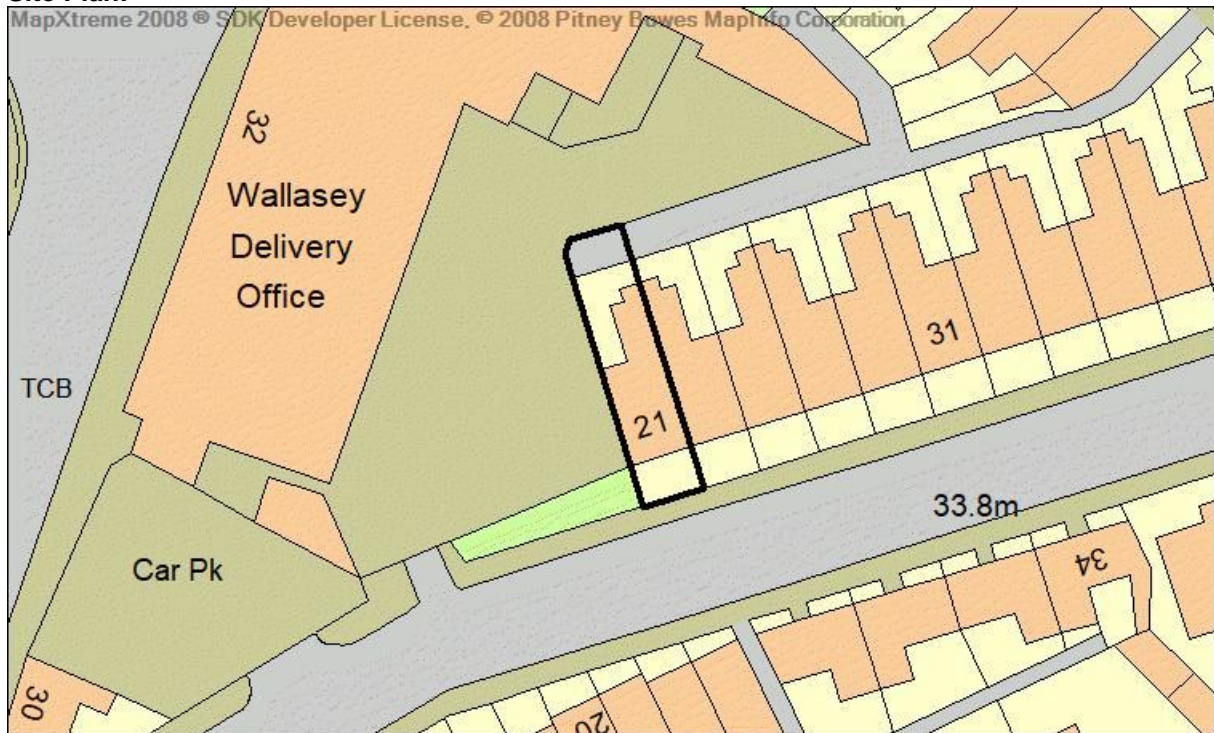 MapXtreme 2008 ® SDK Developer License. © 2008 Pitney Bowes MapInfo Corporation.
32
Wallasey
Delivery
Office
TCB
31
21
33.8m
Car Pk
34
30
20